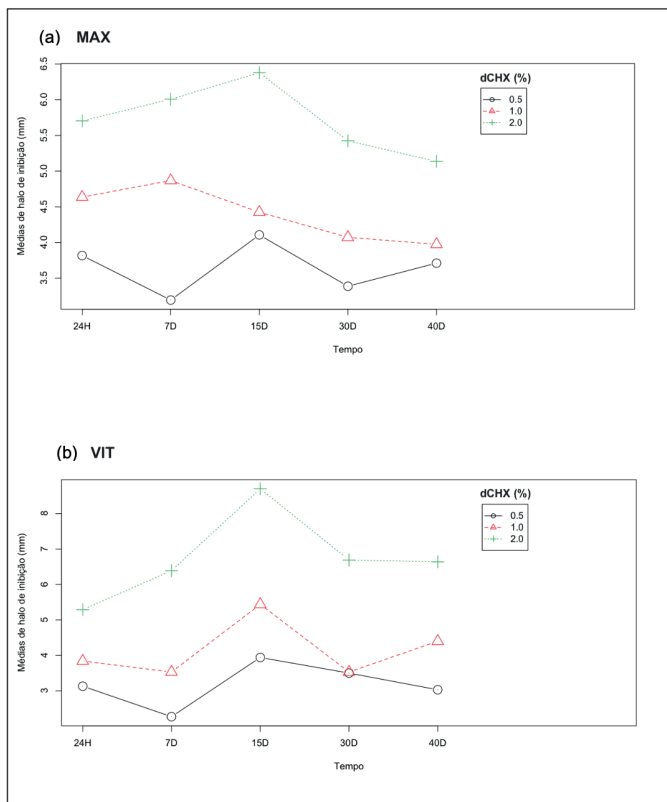 (a) MAX
dCHX (%)
0.5
1.0
2.0
Médias de halo de inibição (mm)
6.5
6.0
5.5
5.0
4.5
4.0
3.5
24H 7D 15D 30D 40D
Tempo
(b) VIT
dCHX (%)
0.5
1.0
2.0
Médias de halo de inibição (mm)
8
7
6
5
4
3
24H 7D 15D 30D 40D
Tempo